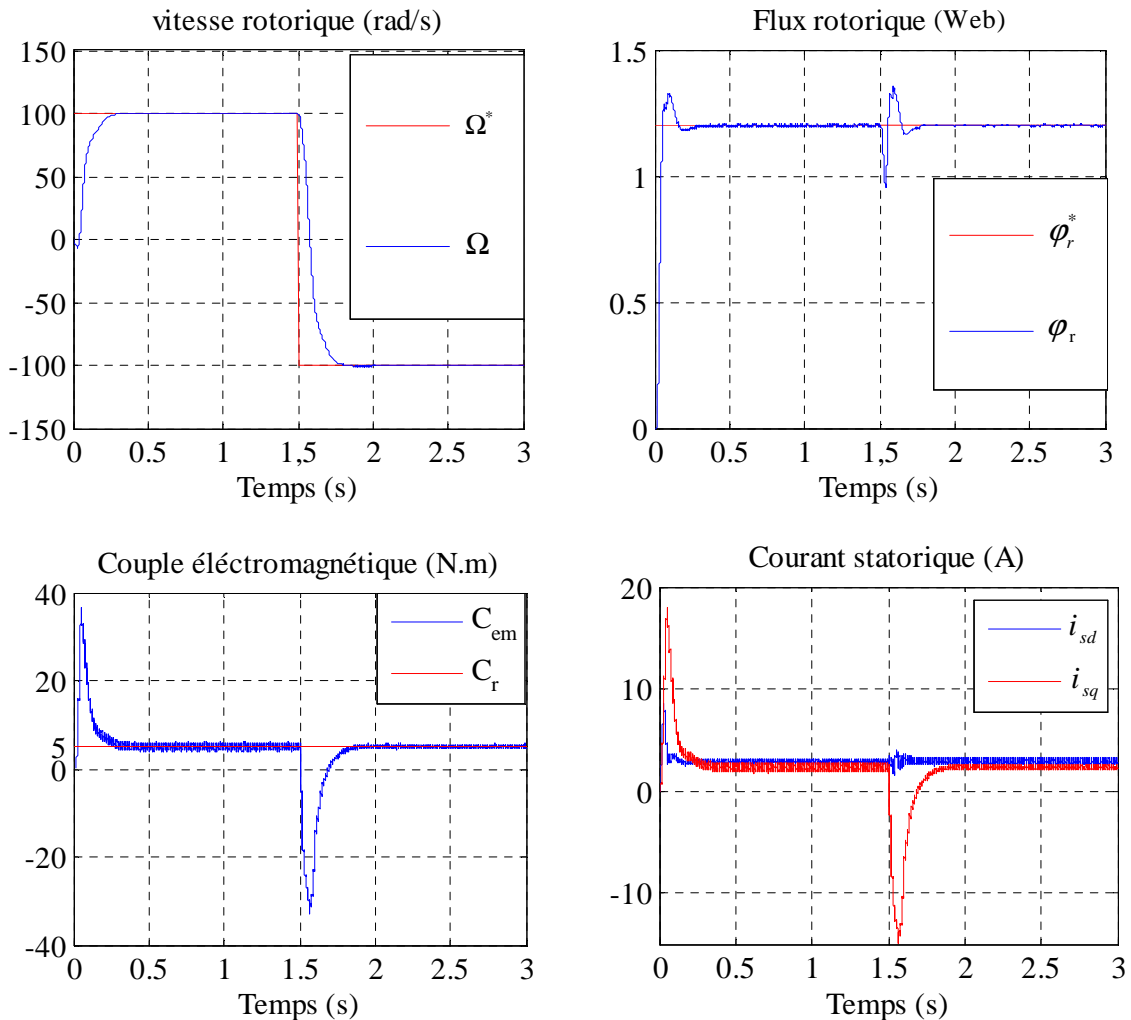 vitesse rotorique (rad/s)
150
100
50
0
-50
-100
-150
Ω*
Ω
0 0.5 1 1,5 2 2.5 3
Temps (s)
Flux rotorique (Web)
1.5
1
0.5
0
φr*
φr
0 0.5 1 1,5 2 2.5 3
Temps (s)
Couple éléctromagnétique (N.m)
40
20
5
0
-20
-40
Cem
Cr
0 0.5 1 1.5 2 2.5 3
Temps (s)
Courant statorique (A)
20
10
0
-10
isd
isq
0 0.5 1 1,5 2 2.5 3
Temps (s)